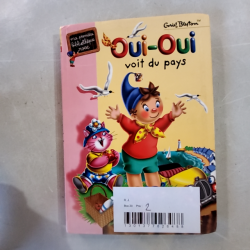 Enid Blyton
ma première
bibliothèque
rose
Oui-Oui
voit du pays
2